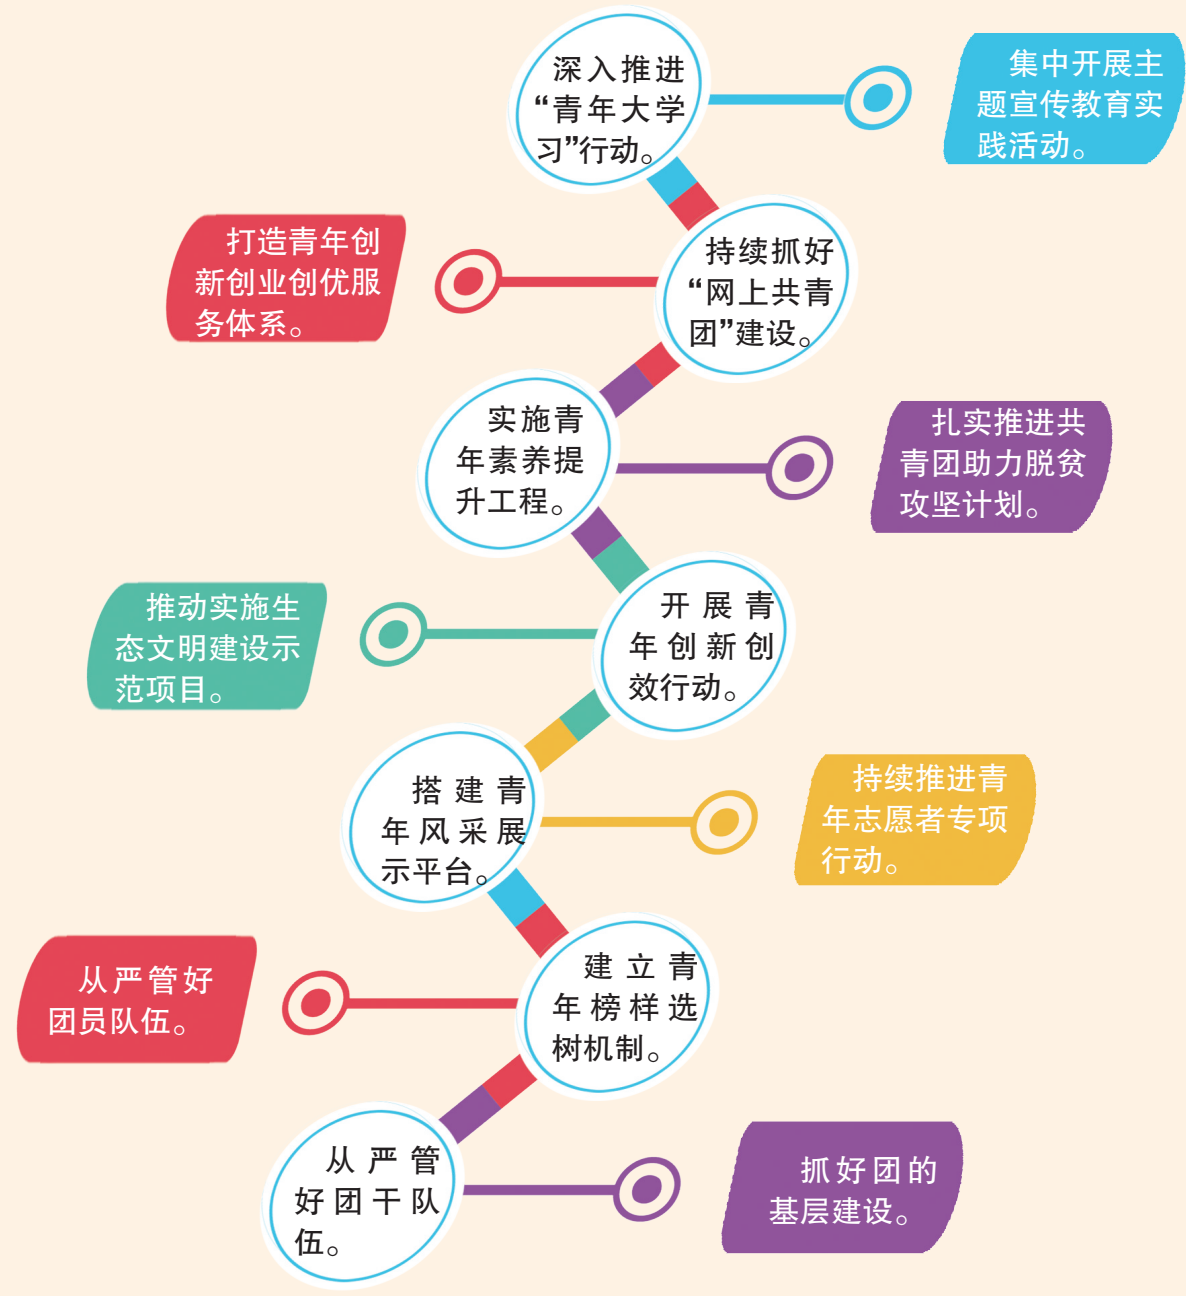 深入推进
“青年大学
习”行动。
集中开展主
题宣传教育实
践活动。
持续抓好
“网上共青
团”建设。
打造青年创
新创业创优服
务体系。
实施青
年素养提
升工程。
扎实推进共
青团助力脱贫
攻坚计划。
开展青
年创新创
效行动。
推动实施生
态文明建设示
范项目。
搭建青
年风采展
示平台。
持续推进青
年志愿者专项
行动。
建立青
年榜样选
树机制。
从严管好
团员队伍。
从严管
好团干队
伍。
抓好团的
基层建设。